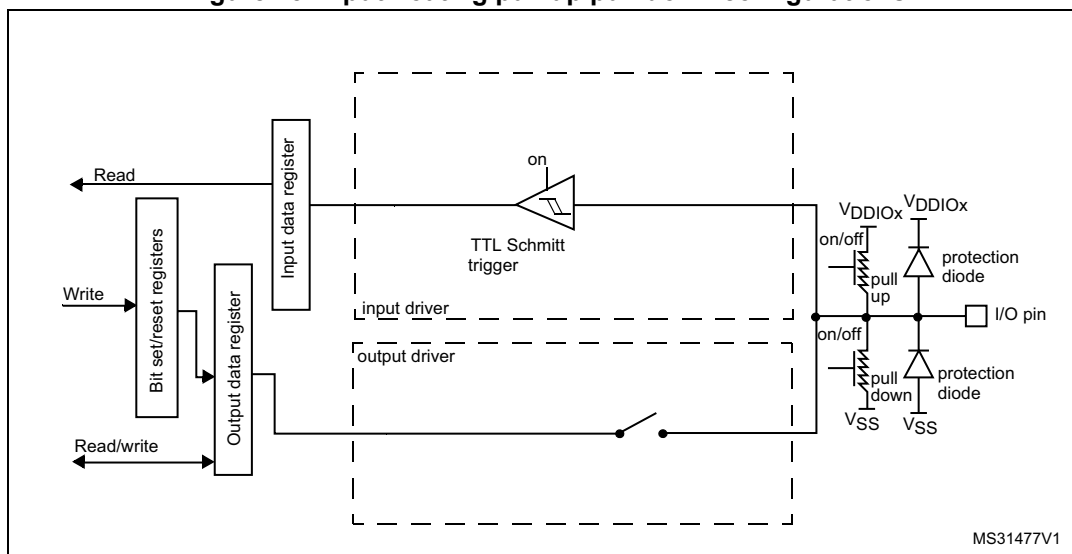 on
Read
Input data register
TTL Schmitt
trigger
input driver
Bit set/reset registers
Write
Output data register
output driver
Read/write
VDDIOx
VDDIOx
on/off
pull
up
protection
diode
I/O pin
on/off
pull
down
protection
diode
VSS
VSS
MS31477V1